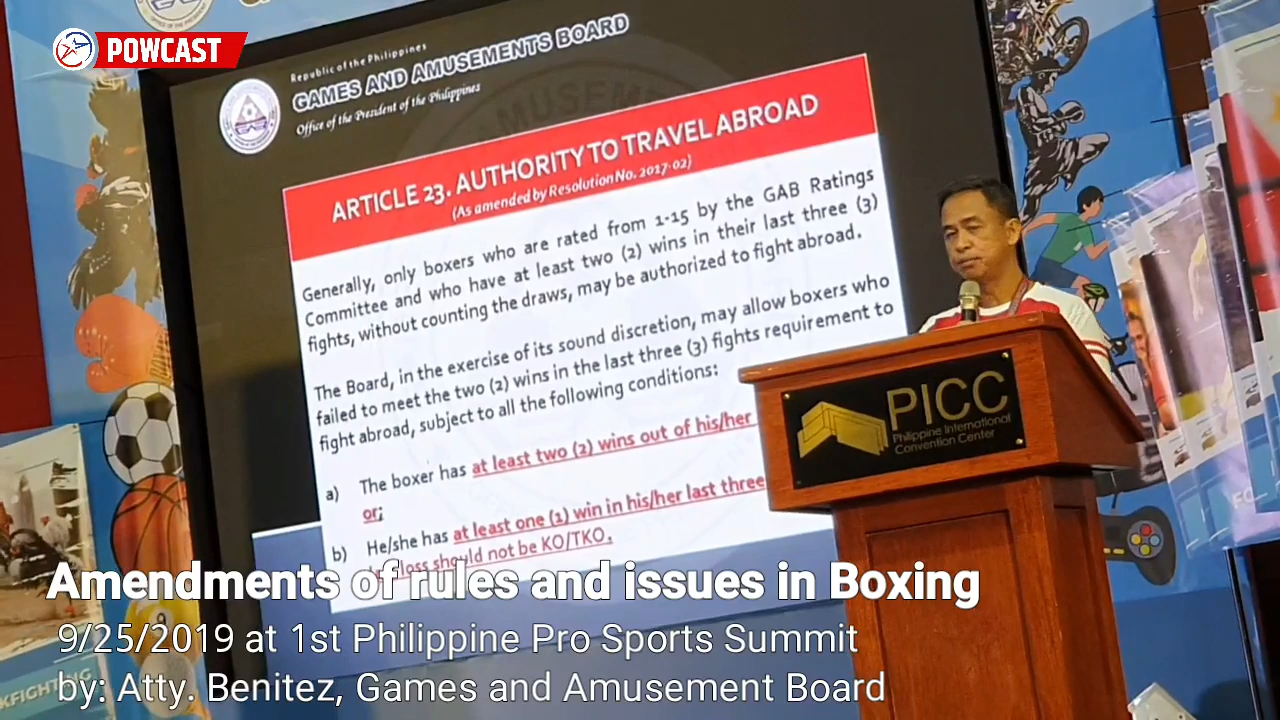 OFFICE OF THE PRESIDENT
POWCAST
Republic of the Philippines
GAMES AND AMUSEMENTS BOARD
Office of the President of the Philippines
ARTICLE 23. AUTHORITY TO TRAVEL ABROAD
(As amended by Resolution No. 2017-02)
Generally, only boxers who are rated from 1-15 by the GAB Ratings
Committee and who have at least two (2) wins in their last three (3)
fights, without counting the draws, may be authorized to fight abroad.
The Board, in the exercise of its sound discretion, may allow boxers who
failed to meet the two (2) wins in the last three (3) fights requirement to
fight abroad, subject to all the following conditions:
a) The boxer has at least two (2) wins out of his/her
or;
b) He/she has at least one (1) win in his/her last three
loss should not be KO/TKO.
PICC
Philippine International
Convention Center
Amendments of rules and issues in Boxing
9/25/2019 at 1st Philippine Pro Sports Summit
by: Atty. Benitez, Games and Amusement Board
KFIGHTING